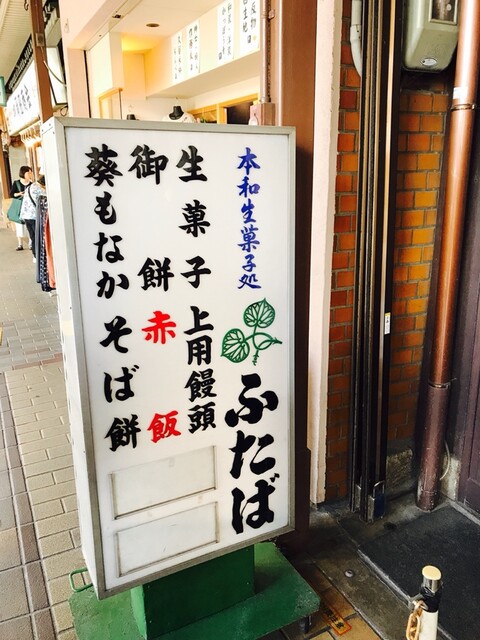 本和生菓子処
ふたば
生菓子 上用饅頭
御餅 赤飯
葵もなか そば餅